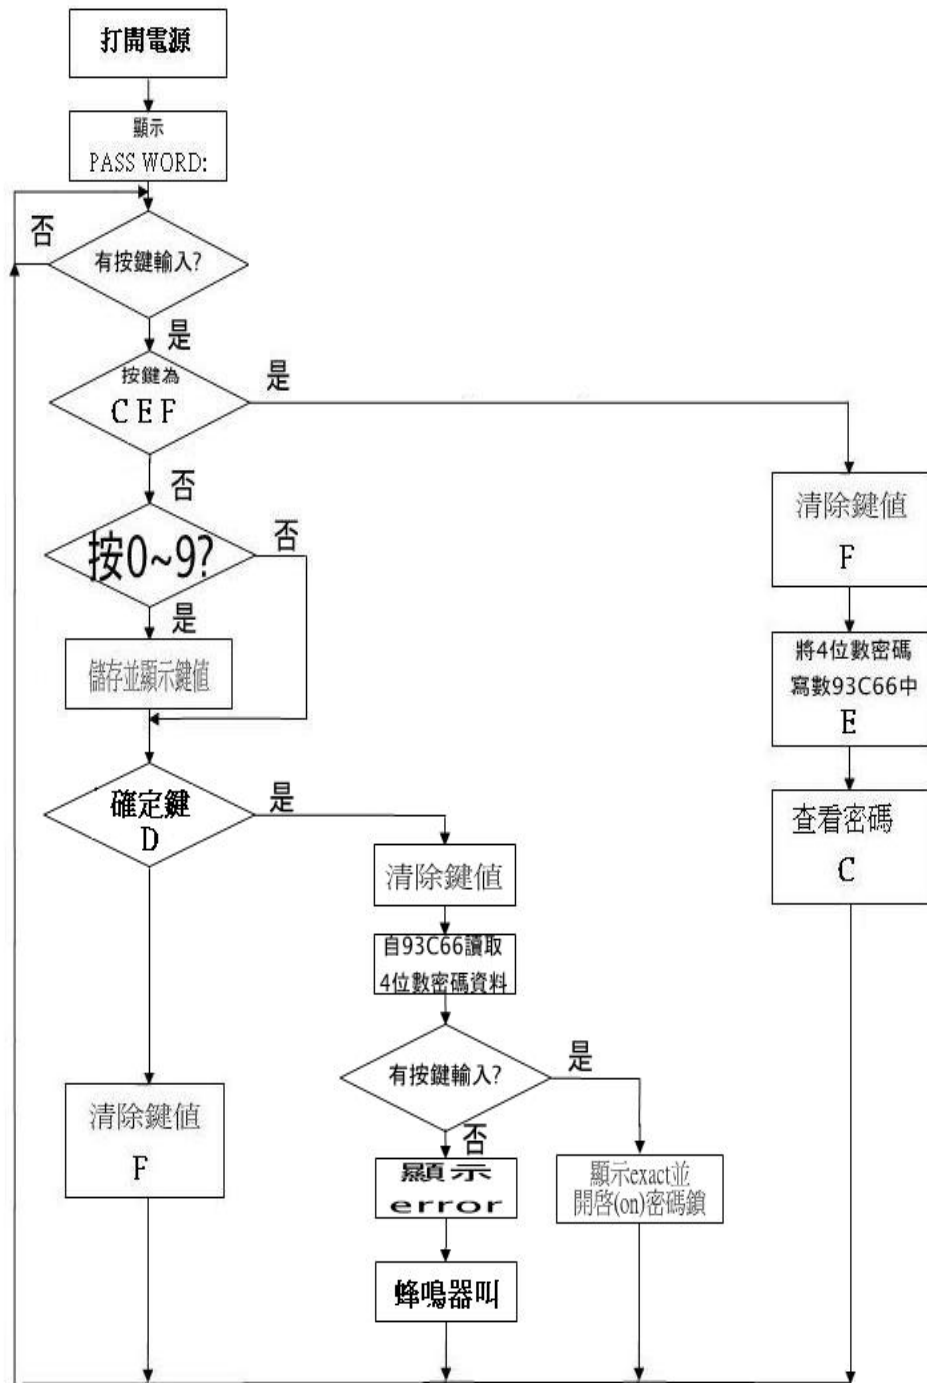 打開電源
顯示
PASS WORD:
否
有按鍵輸入?
是
按鍵為
C E F
是
否
按0~9?
否
是
儲存並顯示鍵值
確定鍵
D
是
清除鍵值
F
清除鍵值
自93C66讀取
4位數密碼資料
有按鍵輸入?
是
否
顯示
error
蜂鳴器叫
顯示exact並
開啓(on)密碼鎖
清除鍵值
F
將4位數密碼
寫數93C66中
E
查看密碼
C